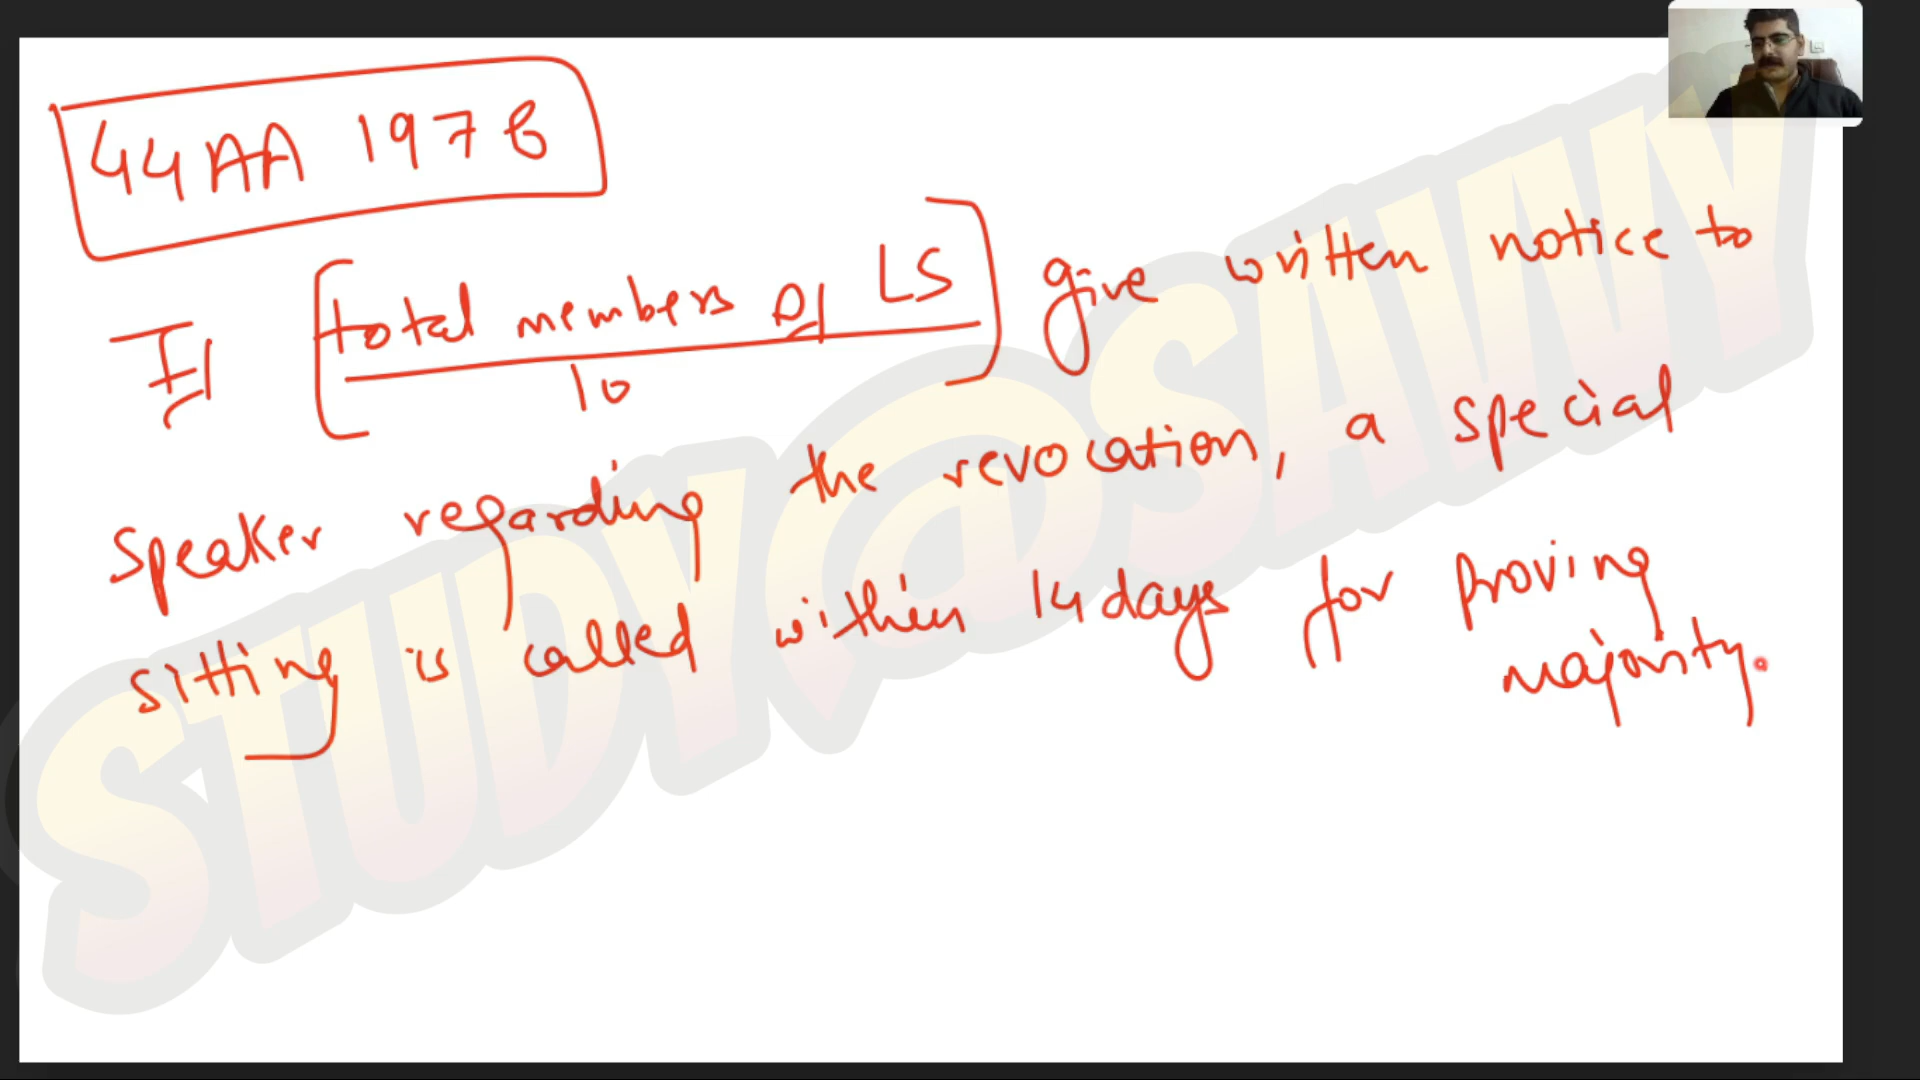 44AA 1978
If [total members of LS / 10] give written notice to
speaker regarding the revocation, a special
sitting is called within 14 days for proving
majority.
STUDY@SAVVY